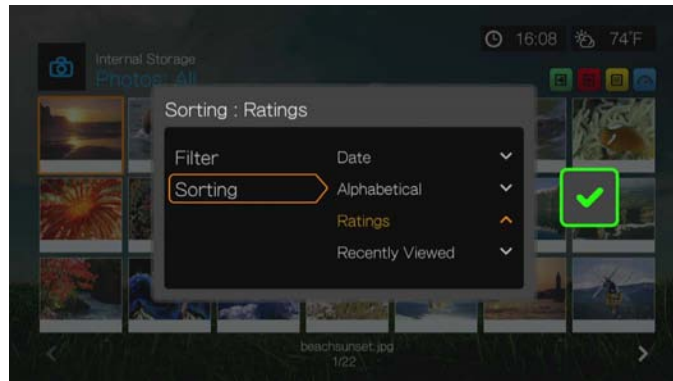 16:08 74°F
Internal Storage
Photos: All
Sorting : Ratings
Filter
Date
Sorting
Alphabetical
Ratings
Recently Viewed
beachsunset.jpg
1/22